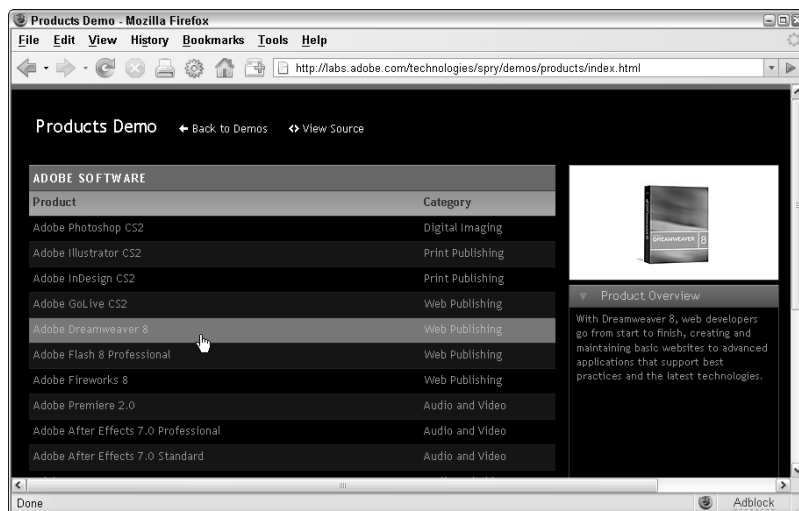 Products Demo - Mozilla Firefox
File Edit View History Bookmarks Tools Help
http://labs.adobe.com/technologies/spry/demos/products/index.html
Products Demo Back to Demos View Source
ADOBE SOFTWARE
Product Category
Adobe Photoshop CS2 Digital Imaging
Adobe Illustrator CS2 Print Publishing
Adobe InDesign CS2 Print Publishing
Adobe GoLive CS2 Web Publishing
Adobe Dreamweaver 8 Web Publishing
Adobe Flash 8 Professional Web Publishing
Adobe Fireworks 8 Web Publishing
Adobe Premiere 2.0 Audio and Video
Adobe After Effects 7.0 Professional Audio and Video
Adobe After Effects 7.0 Standard Audio and Video
DREAMWEAVER 8
Product Overview
With Dreamweaver 8, web developers
go from start to finish, creating and
maintaining basic websites to advanced
applications that support best
practices and the latest technologies.
Done Adblock